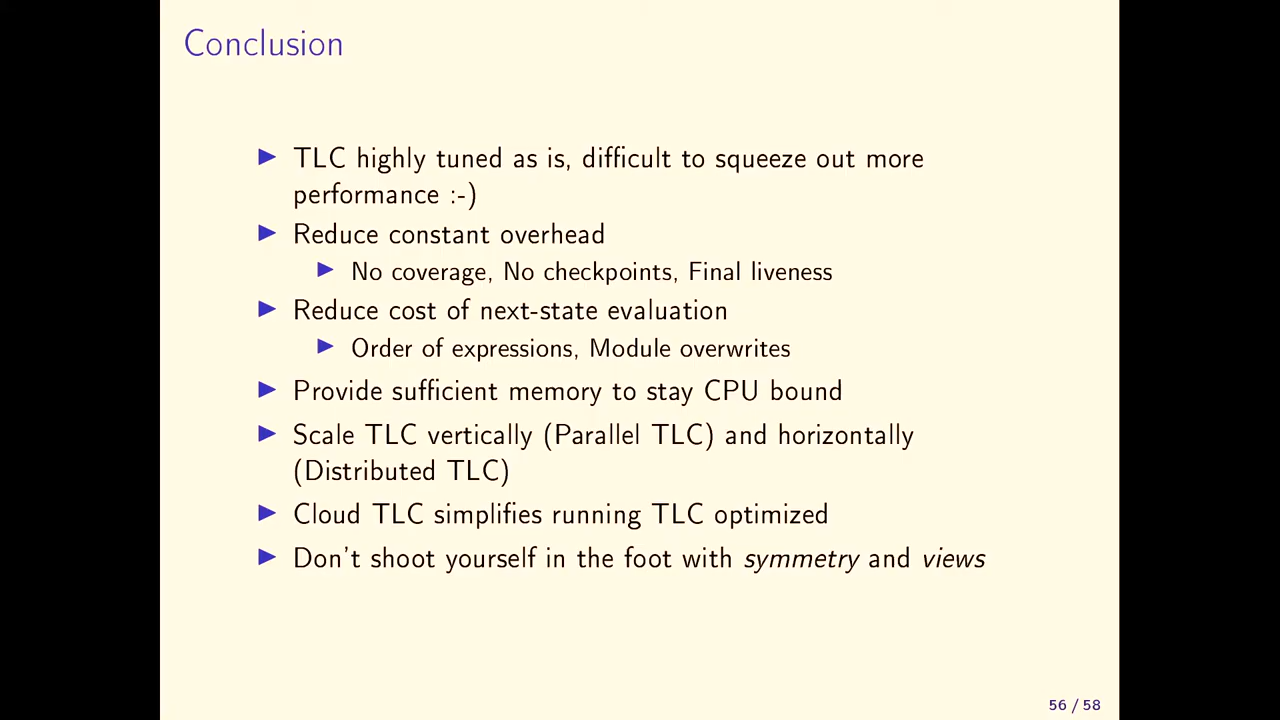 Conclusion
TLC highly tuned as is, difficult to squeeze out more
performance :-)
Reduce constant overhead
No coverage, No checkpoints, Final liveness
Reduce cost of next-state evaluation
Order of expressions, Module overwrites
Provide sufficient memory to stay CPU bound
Scale TLC vertically (Parallel TLC) and horizontally
(Distributed TLC)
Cloud TLC simplifies running TLC optimized
Don't shoot yourself in the foot with symmetry and views
56 / 58